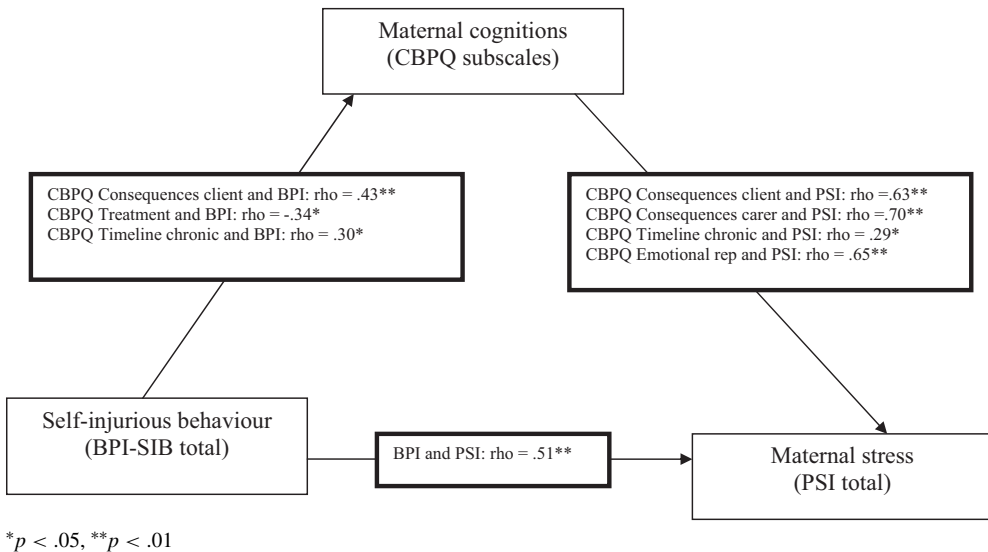 Maternal cognitions
(CBPQ subscales)
CBPQ Consequences client and BPI: rho = .43**
CBPQ Treatment and BPI: rho = -.34*
CBPQ Timeline chronic and BPI: rho = .30*
CBPQ Consequences client and PSI: rho =.63**
CBPQ Consequences carer and PSI: rho =.70**
CBPQ Timeline chronic and PSI: rho = .29*
CBPQ Emotional rep and PSI: rho = .65**
Self-injurious behaviour
(BPI-SIB total)
BPI and PSI: rho = .51**
Maternal stress
(PSI total)
*p < .05, **p < .01